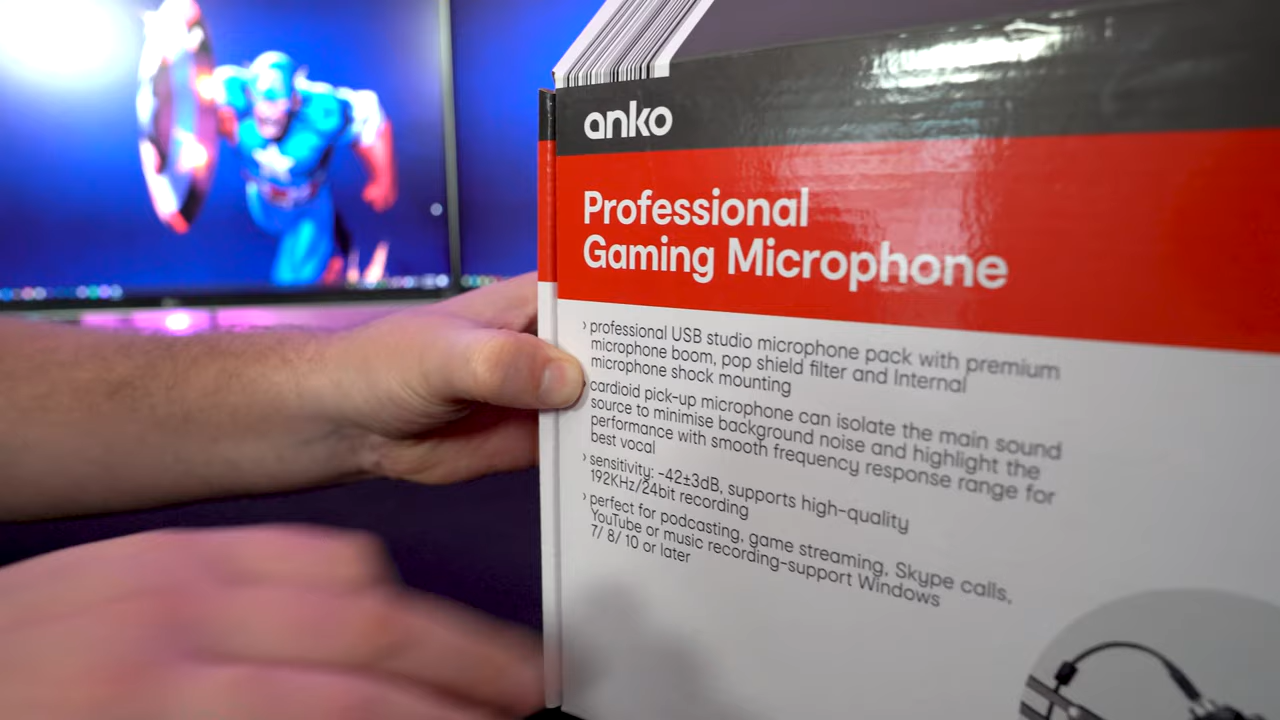 anko
Professional
Gaming Microphone
› professional USB studio microphone pack with premium
microphone boom, pop shield filter and Internal
microphone shock mounting
› cardioid pick-up microphone can isolate the main sound
source to minimise background noise and highlight the
performance with smooth frequency response range for
best vocal
› sensitivity: -42±3dB, supports high-quality
192KHz/24bit recording
› perfect for podcasting, game streaming, Skype calls,
YouTube or music recording-support Windows
7/ 8/ 10 or later